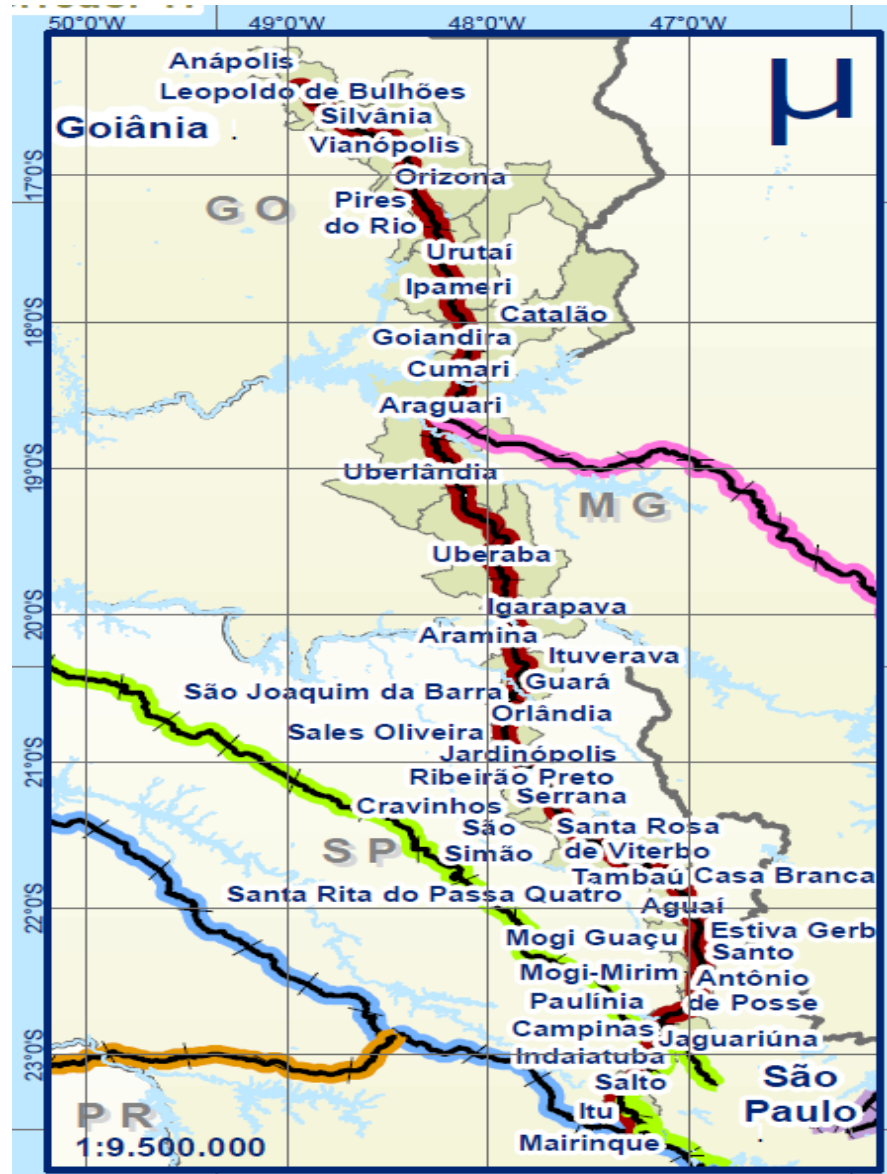 50°0'W 49°0'W 48°0'W 47°0'W
Anápolis
Leopoldo de Bulhões
Silvânia
Goiânia
Vianópolis
17°0'S
Orizona
G O
Pires
do Rio
Urutaí
Ipameri
Catalão
18°0'S
Goiandira
Cumari
Araguari
19°0'S
Uberlândia
M G
Uberaba
Igarapava
20°0'S
Aramina
Ituverava
Guará
São Joaquim da Barra
Orlândia
Sales Oliveira
Jardinópolis
21°0'S
Ribeirão Preto
Serrana
Cravinhos
São
Simão
Santa Rosa
de Viterbo
S P
Tambaú
Casa Branca
Santa Rita do Passa Quatro
22°0'S
Aguaí
Estiva Gerb
Mogi Guaçu
Santo
Antônio
de Posse
Mogi-Mirim
Paulínia
Campinas
Jaguariúna
23°0'S
Indaiatuba
Salto
São
Paulo
Itu
P R
Mairinque
1:9.500.000
µ